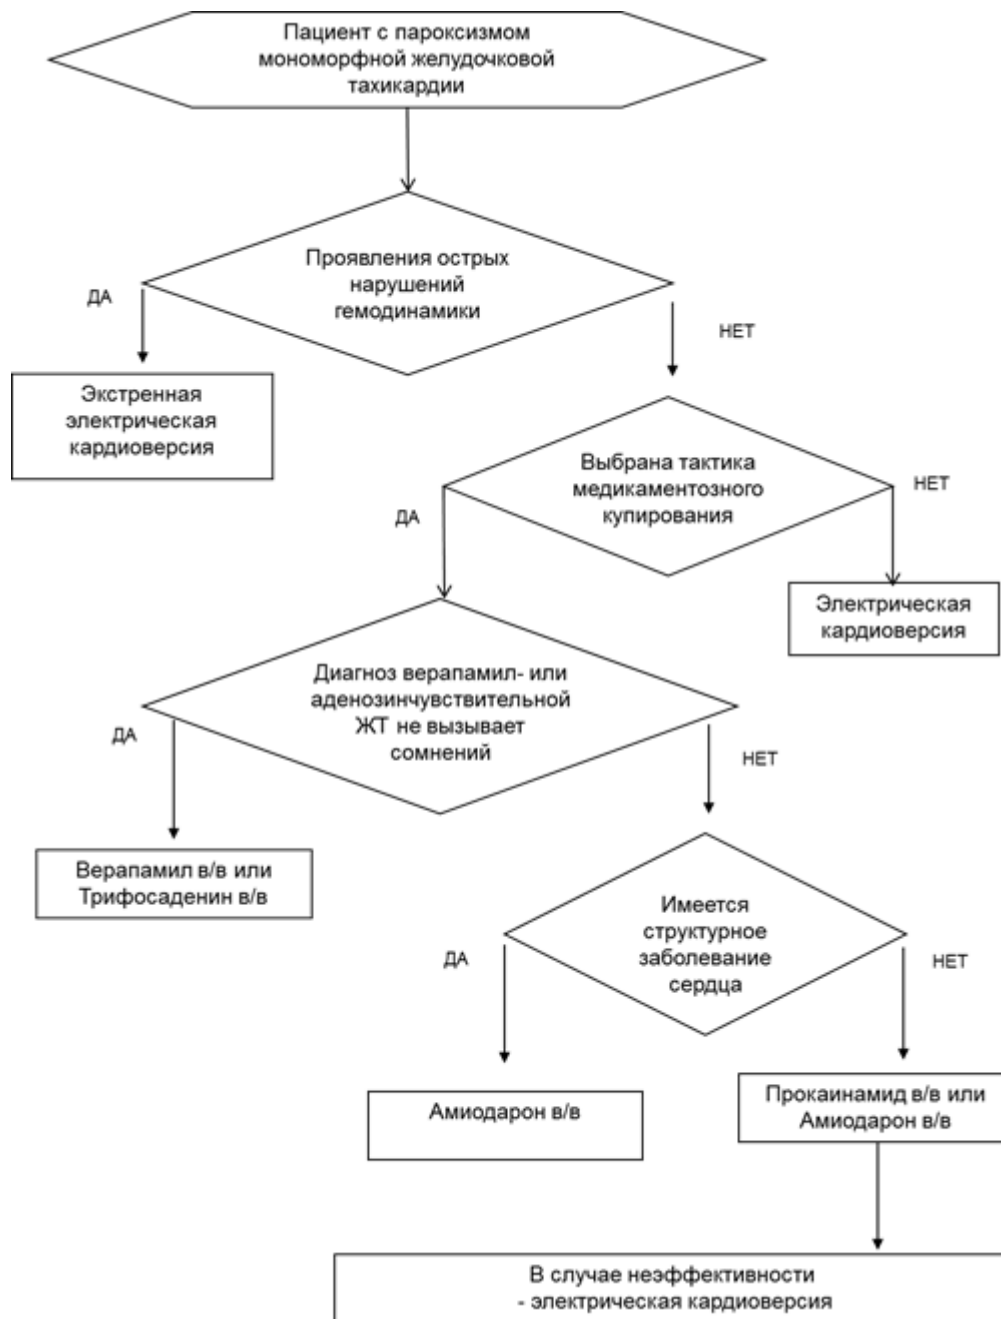 Пациент с пароксизмом
мономорфной желудочковой
тахикардии
Проявления острых
нарушений
гемодинамики
ДА
НЕТ
Экстренная
электрическая
кардиоверсия
Выбрана тактика
медикаментозного
купирования
ДА
НЕТ
Электрическая
кардиоверсия
Диагноз верапамил- или
аденозинчувствительной
ЖТ не вызывает
сомнений
ДА
НЕТ
Верапамил в/в или
Трифосаденин в/в
Имеется
структурное
заболевание
сердца
ДА
НЕТ
Амиодарон в/в
Прокаинамид в/в или
Амиодарон в/в
В случае неэффективности
- электрическая кардиоверсия